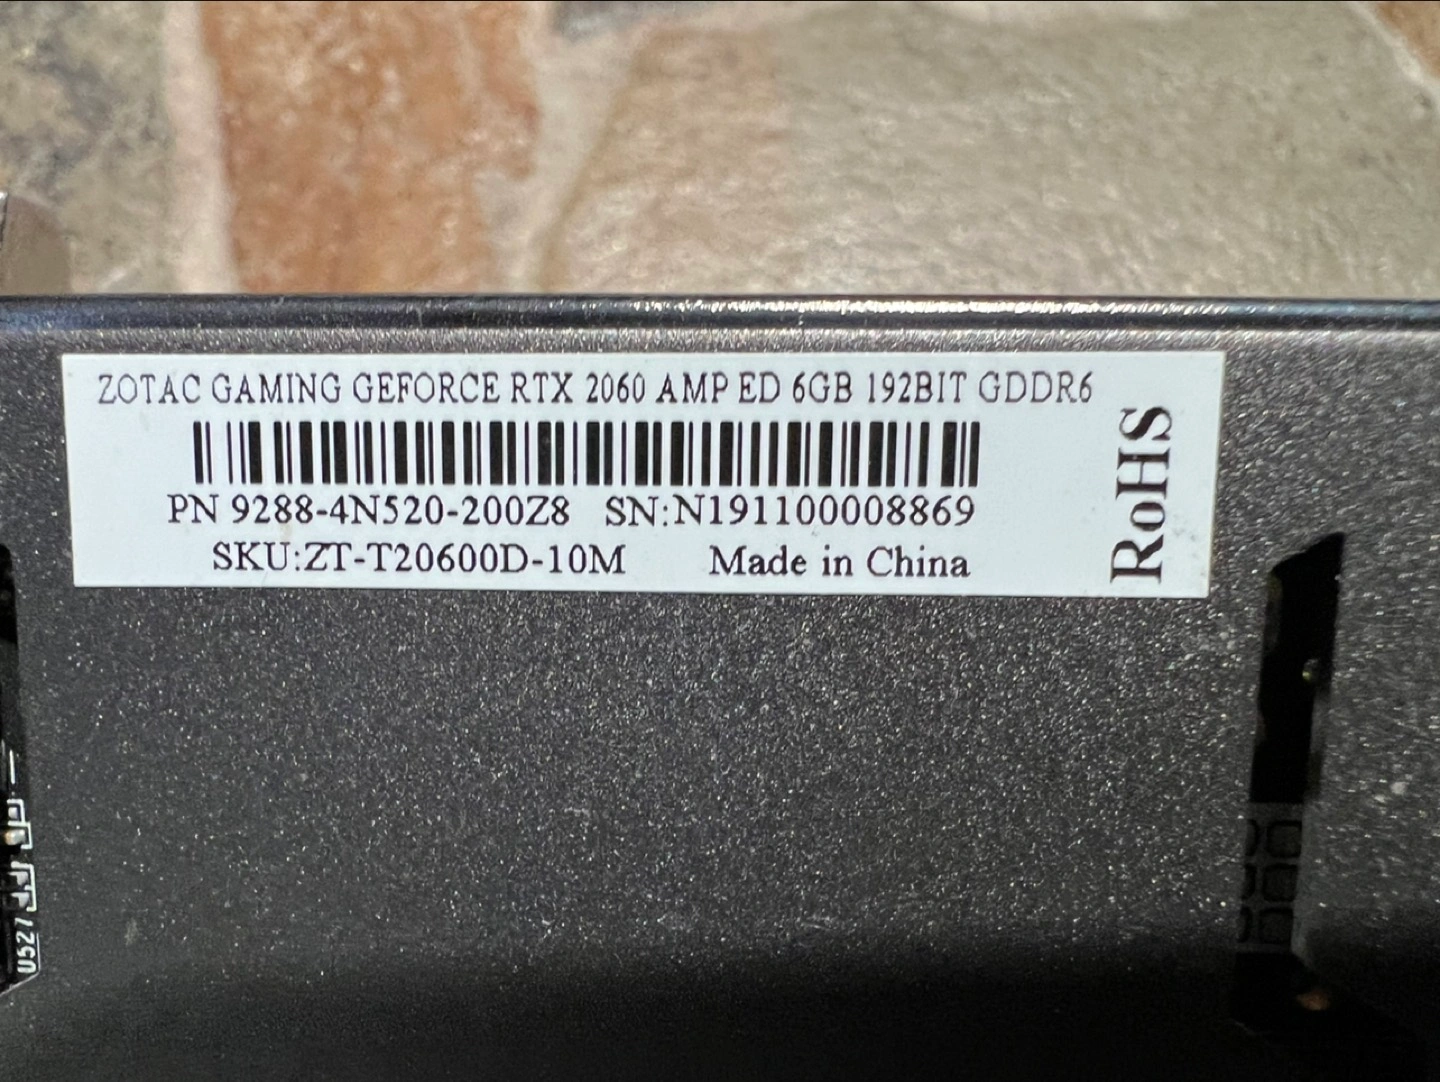 ZOTAC GAMING GEFORCE RTX 2060 AMP ED 6GB 192BIT GDDR6
PN 9288-4N520-200Z8 SN:N191100008869
SKU:ZT-T20600D-10M Made in China
RoHS
U527